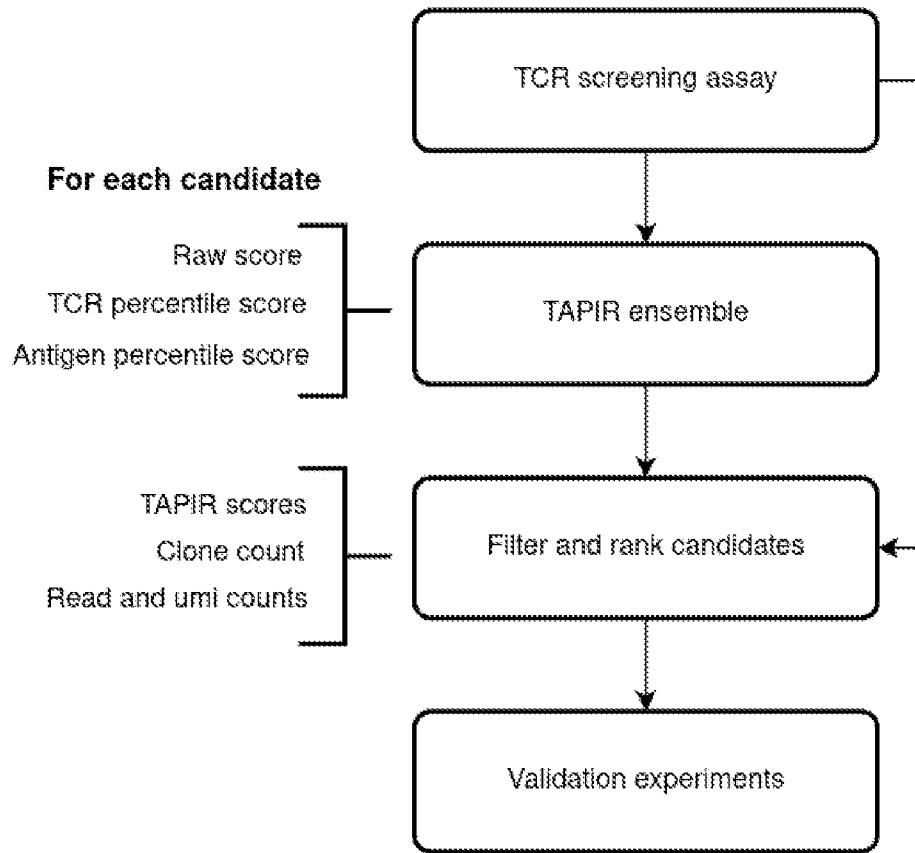 TCR screening assay
For each candidate
Raw score
TCR percentile score
Antigen percentile score
TAPIR ensemble
TAPIR scores
Clone count
Read and umi counts
Filter and rank candidates
Validation experiments